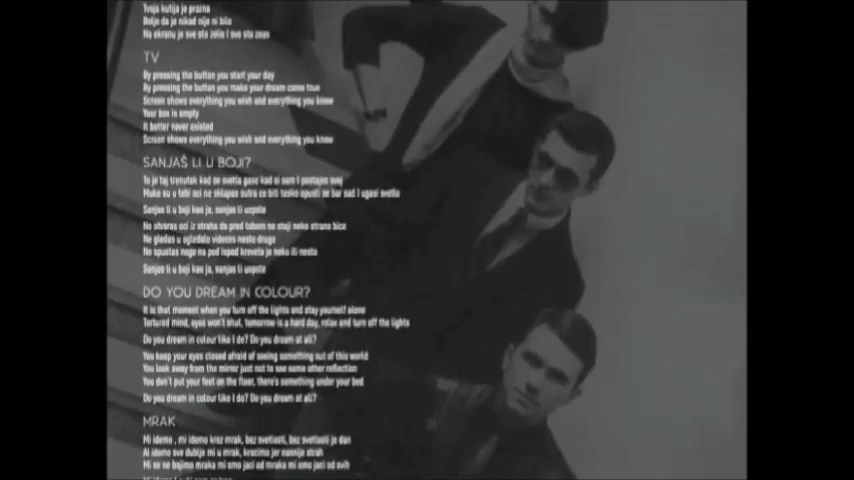 Tvoja kutija je prazna
Bolje da je nikad nije ni bilo
Na ekranu je sve sto zelis i sve sto znas
TV
By pressing the button you start your day
By pressing the button you make your dream come true
Screen shows everything you wish and everything you know
Your box is empty
It better never existed
Screen shows everything you wish and everything you know
SANJAŠ LI U BOJI?
To je taj trenutak kad se svetla gase kad si sam i postajes svoj
Muko su u tebi oci ne sklapas sutra ce biti tesko opusti se bar sad i ugasi svetlo
Sanjas li u boji kao ja, sanjas li uopste
Ne otvaras oci iz straha da pred tobom ne stoji neko strano bice
Ne gledas u ogledalo videces nesto drugo
Ne spustas noge na pod ispod kreveta je neko ili nesto
Sanjas li u boji kao ja, sanjas li uopste
DO YOU DREAM IN COLOUR?
It is that moment when you turn off the lights and stay yourself alone
Tortured mind, eyes won't shut, tomorrow is a hard day, relax and turn off the lights
Do you dream in colour like I do? Do you dream at all?
You keep your eyes closed afraid of seeing something out of this world
You look away from the mirror just not to see some other reflection
You don't put your feet on the floor, there's something under your bed
Do you dream in colour like I do? Do you dream at all?
MRAK
Mi idemo , mi idemo kroz mrak, bez svetlosti, bez svetlosti je dan
Al idemo sve dublje mi u mrak, kracimo jer nannije strah
Mi se ne bojimo mraka mi smo jaci od mraka mi smo jaci od svih